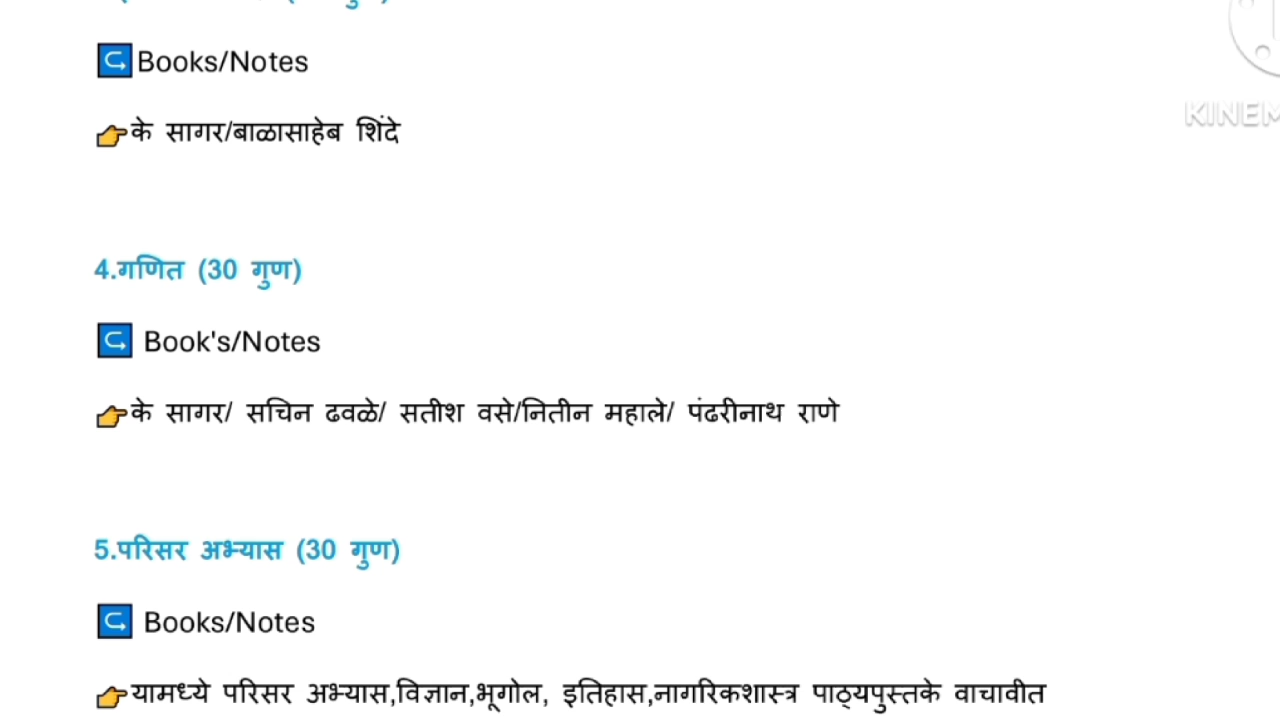 Books/Notes
👉के सागर/बाळासाहेब शिंदे
4.गणित (30 गुण)
Book's/Notes
👉के सागर/ सचिन ढवळे/ सतीश वसे/नितीन महाले/ पंढरीनाथ राणे
5.परिसर अभ्यास (30 गुण)
Books/Notes
👉यामध्ये परिसर अभ्यास,विज्ञान,भूगोल, इतिहास,नागरिकशास्त्र पाठ्यपुस्तके वाचावीत